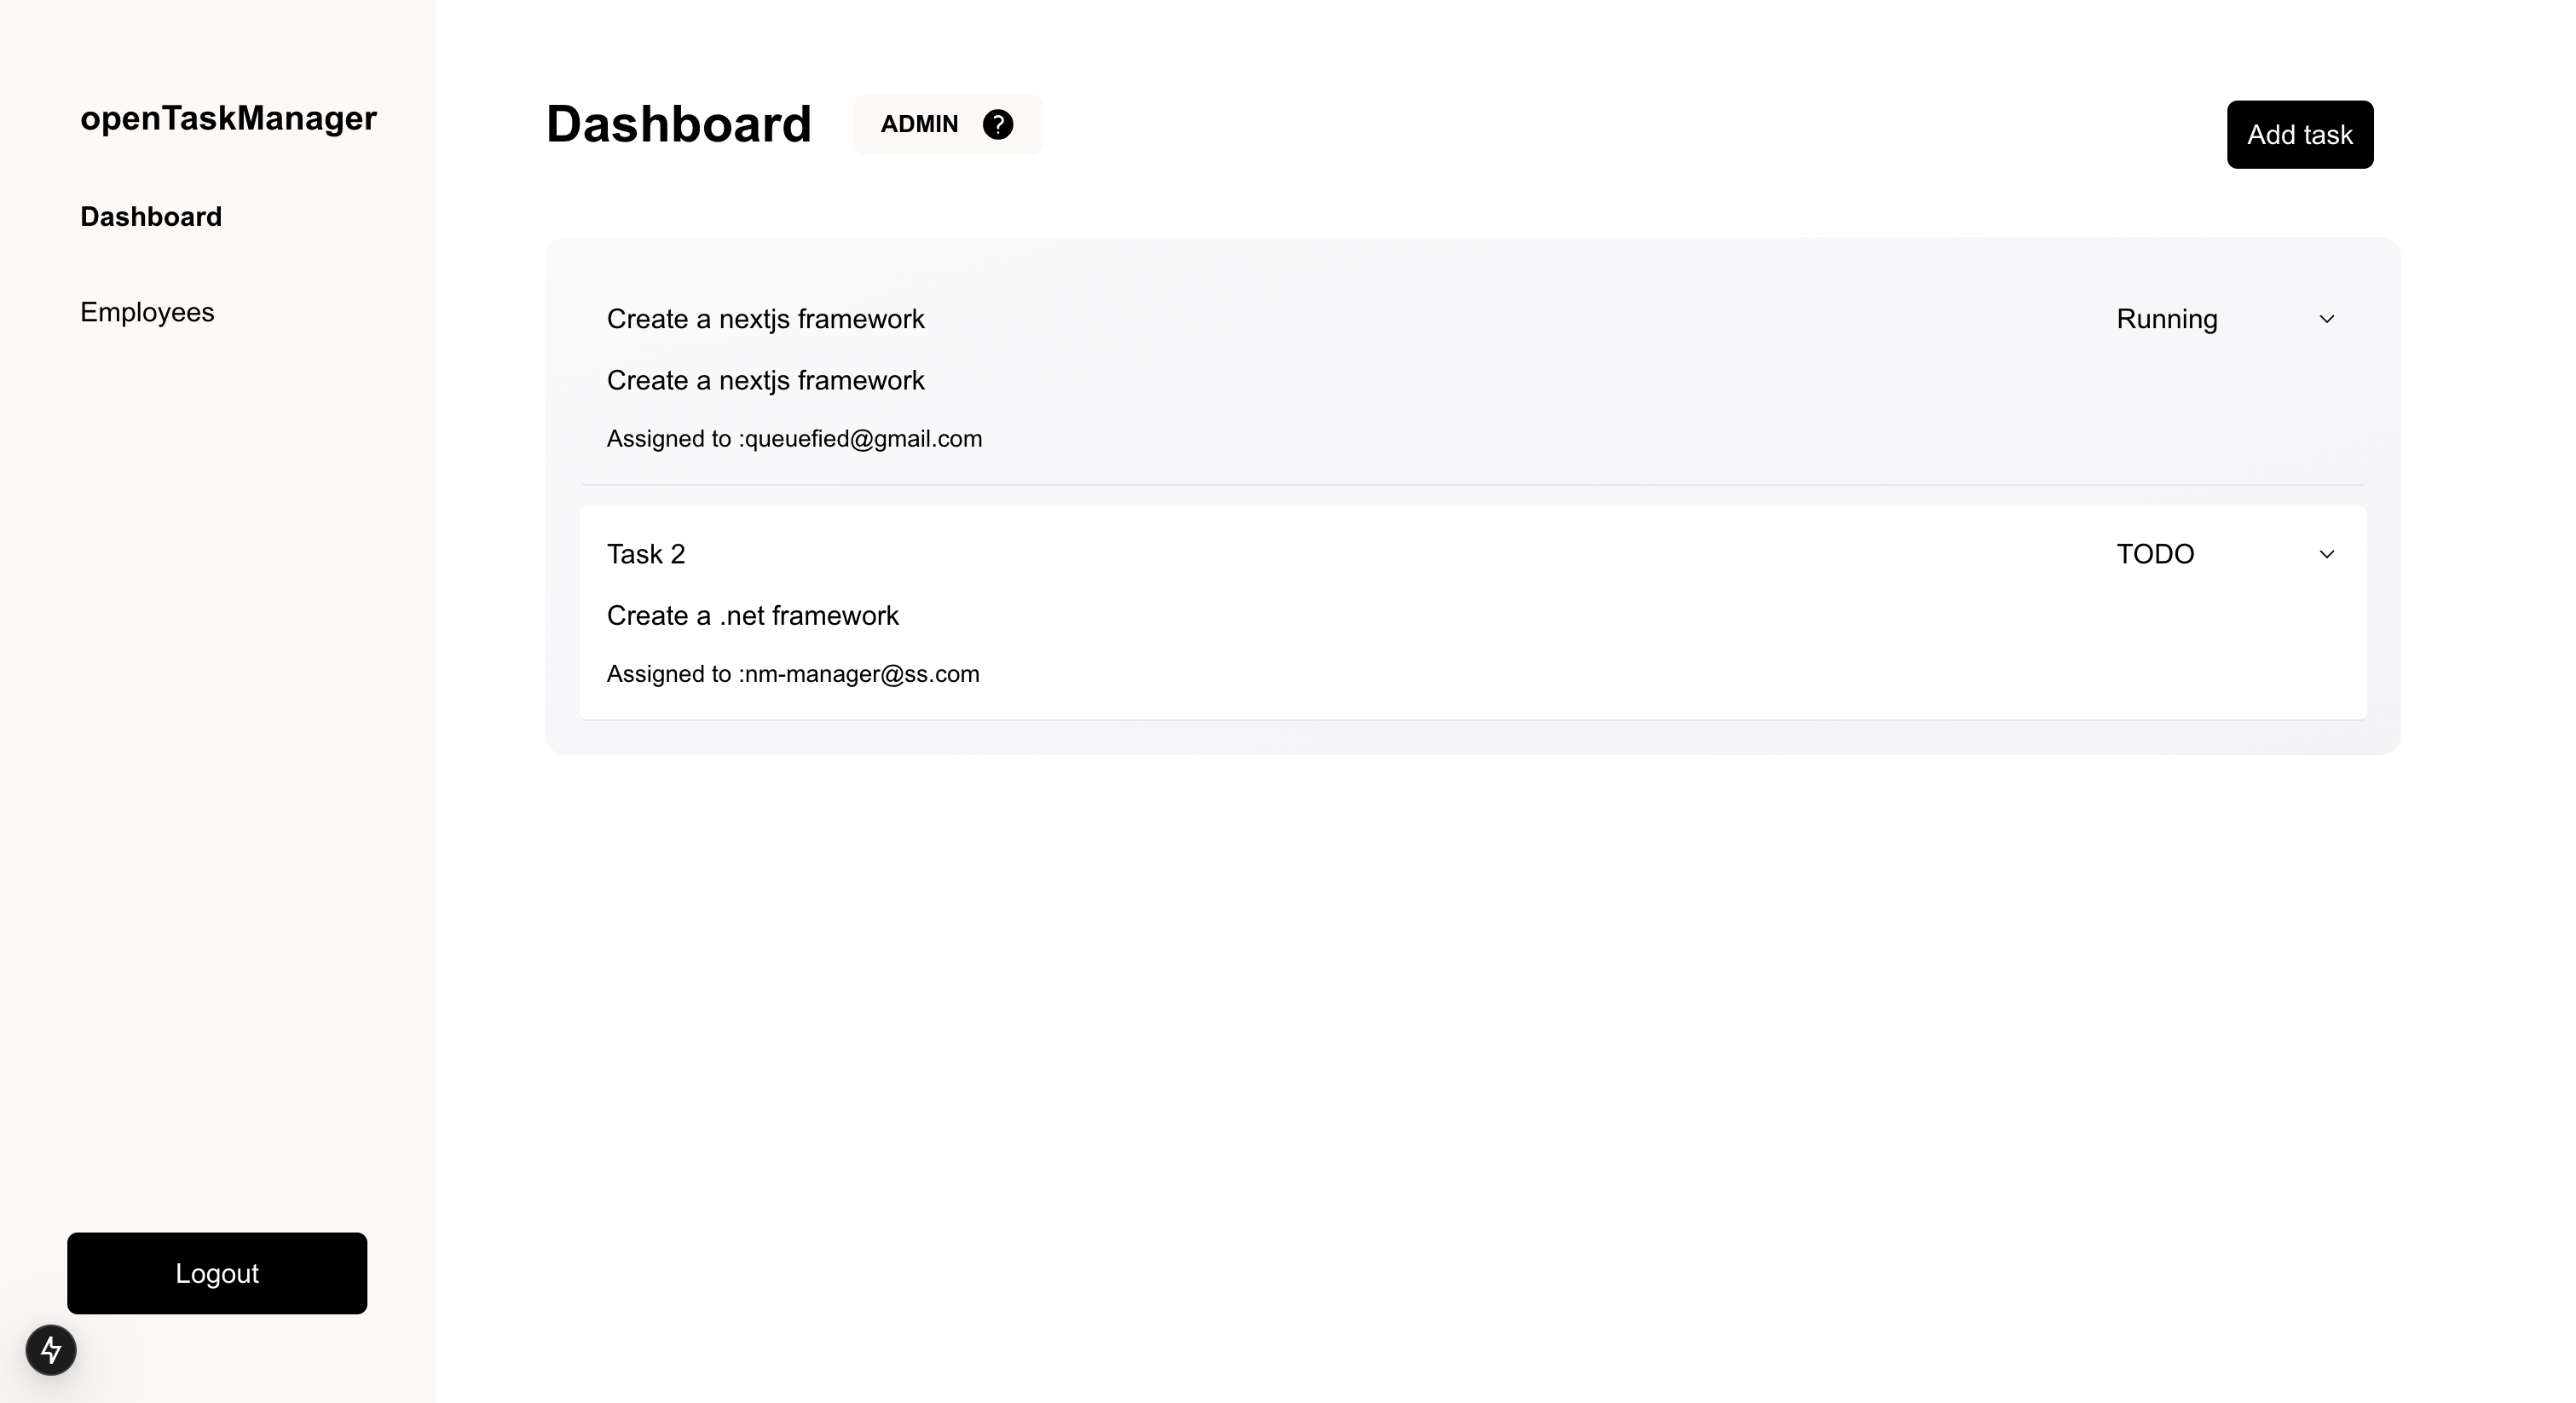 openTaskManager
Dashboard
Employees
Logout
Dashboard
ADMIN ?
Add task
Create a nextjs framework
Running
Create a nextjs framework
Assigned to :queuefied@gmail.com
Task 2
TODO
Create a .net framework
Assigned to :nm-manager@ss.com